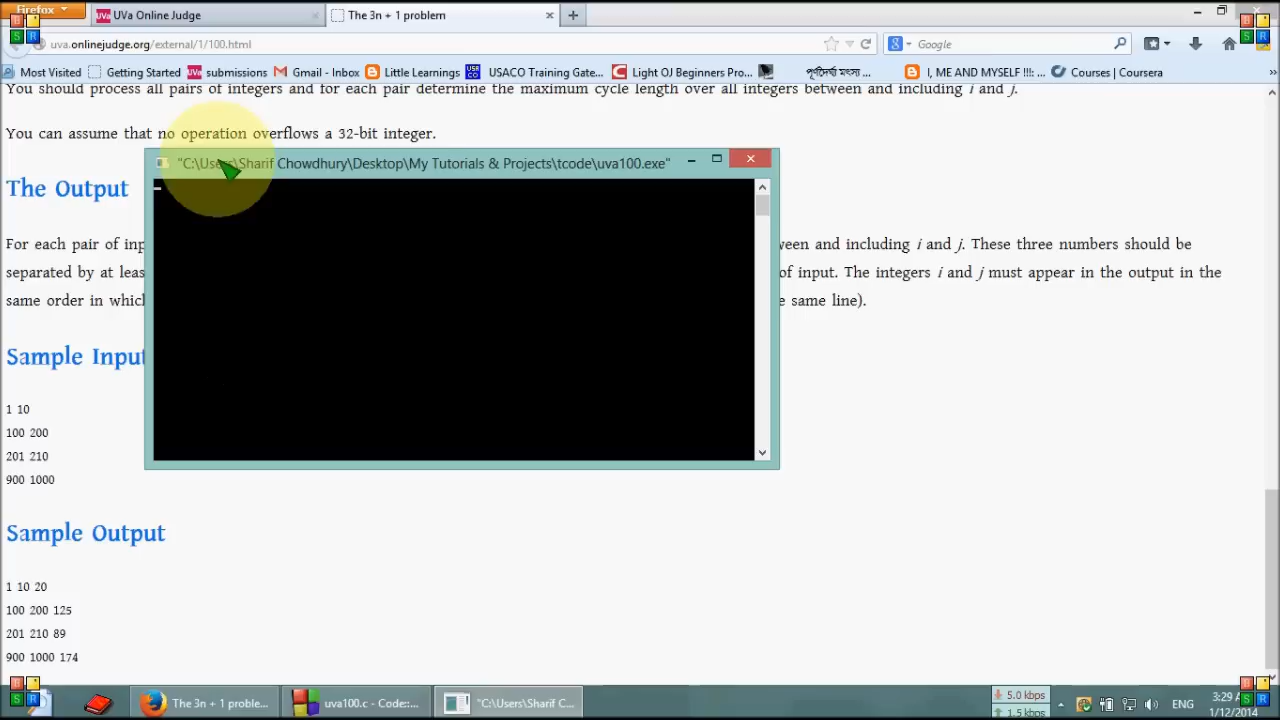 Firefox
UVa Online Judge
The 3n + 1 problem
uva.onlinejudge.org/external/1/100.html
Google
Most Visited
Getting Started
submissions
Gmail - Inbox
Little Learnings
USACO Training Gate...
Light OJ Beginners Pro...
পূর্ণদৈর্ঘ্য মৎস্য ...
I, ME AND MYSELF !!!: ...
Courses | Coursera
You should process all pairs of integers and for each pair determine the maximum cycle length over all integers between and including i and j.
You can assume that no operation overflows a 32-bit integer.
"C:\Users\Sharif Chowdhury\Desktop\My Tutorials & Projects\tcode\uva100.exe"
The Output
For each pair of inp
and including i and j. These three numbers should be
separated by at leas
of input. The integers i and j must appear in the output in the
same order in which
same line).
Sample Input
1 10
100 200
201 210
900 1000
Sample Output
1 10 20
100 200 125
201 210 89
900 1000 174
The 3n + 1 proble...
uva100.c - Code::...
"C:\Users\Sharif C...
5.0 kbps
1.5 kbps
ENG
3:29
1/12/2014